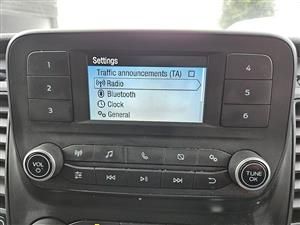 Settings
Traffic announcements (TA)
Radio
Bluetooth
Clock
General
1
2
3
4
5
6
VOL
TUNE
OK